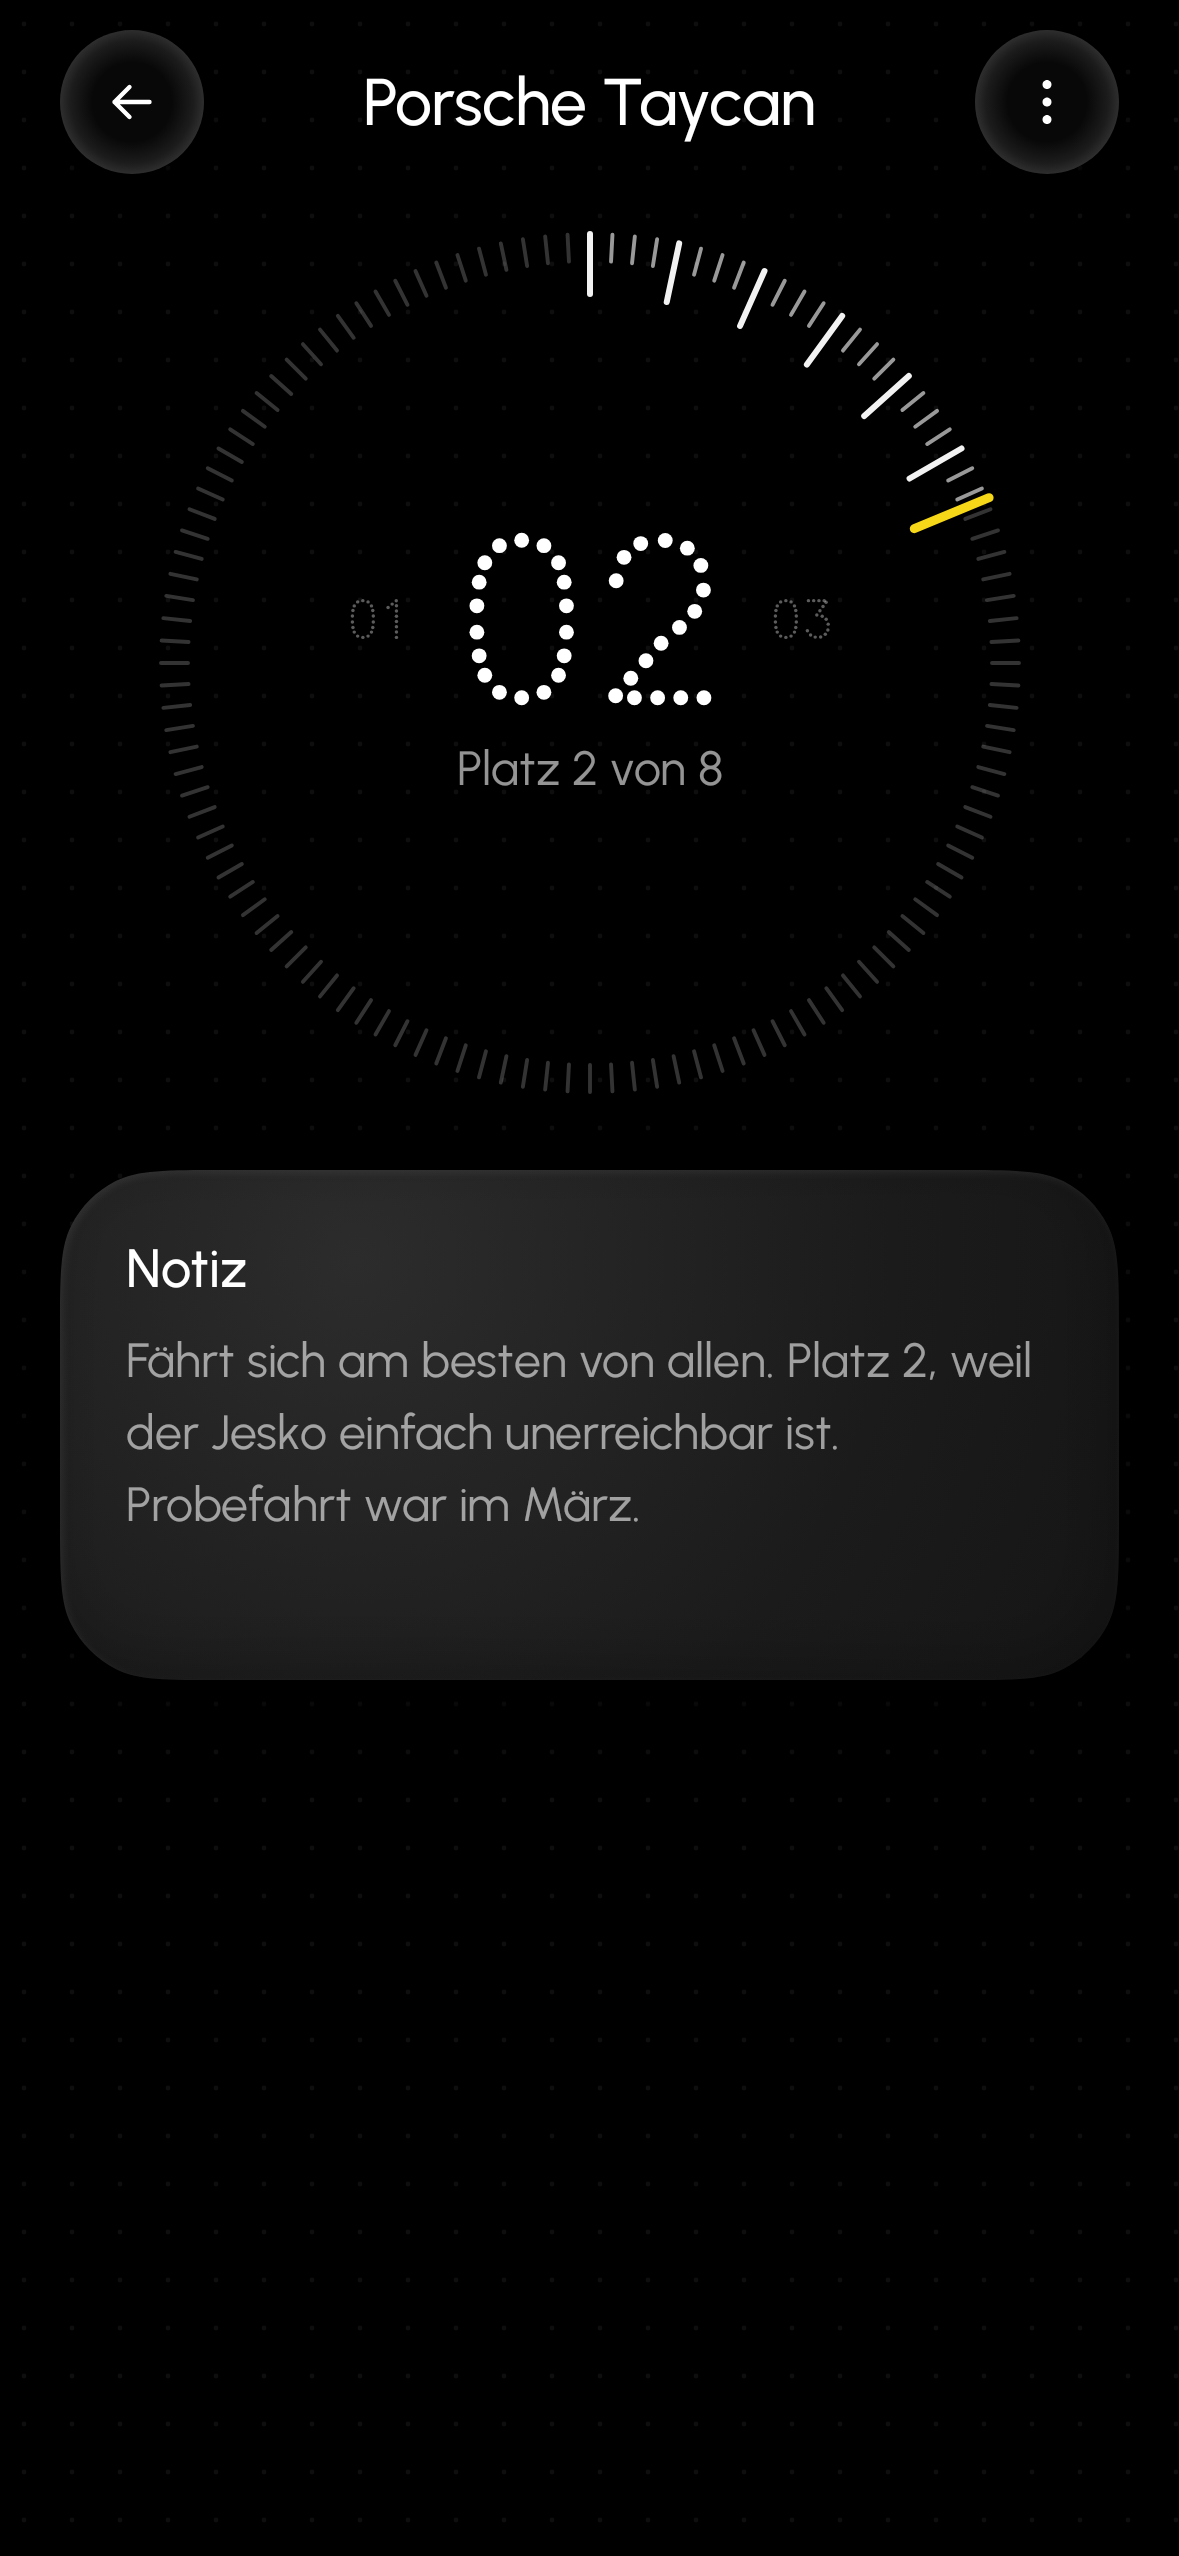 Porsche Taycan
01 02 03
Platz 2 von 8
Notiz
Fährt sich am besten von allen. Platz 2, weil
der Jesko einfach unerreichbar ist.
Probefahrt war im März.